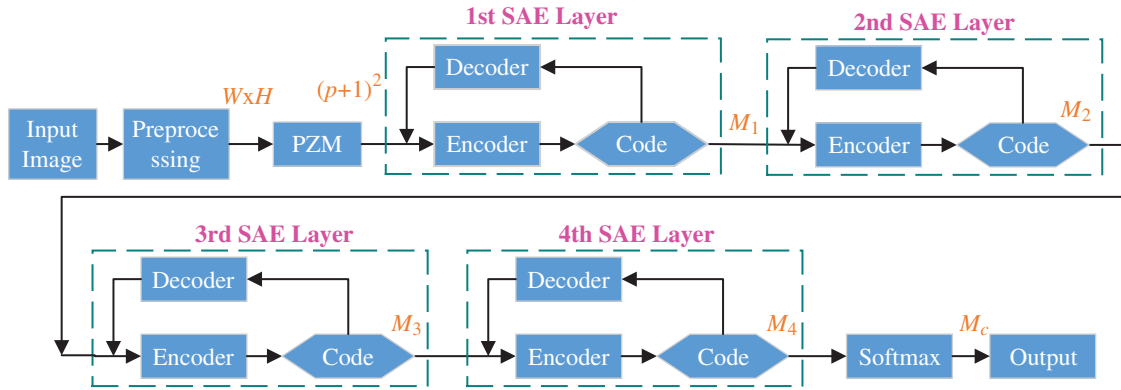 1st SAE Layer
2nd SAE Layer
Decoder
Decoder
WxH
(p+1)²
Input
Image
Preproce
ssing
PZM
Encoder
Code
M₁
Encoder
Code
M₂
3rd SAE Layer
4th SAE Layer
Decoder
Decoder
Encoder
Code
M₃
Encoder
Code
M₄
Softmax
M_c
Output